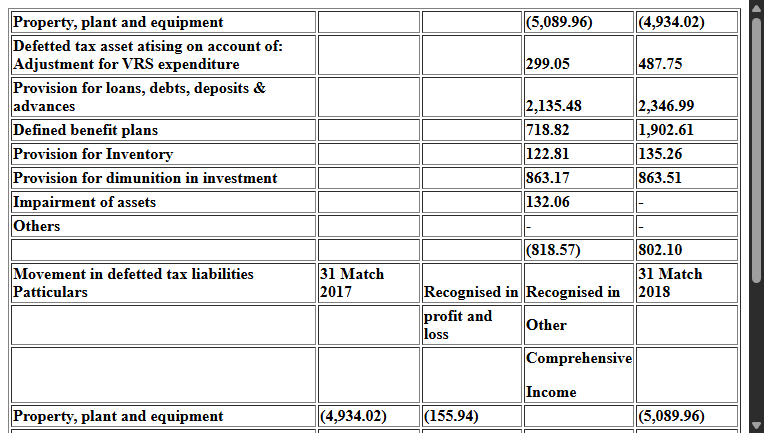 Property, plant and equipment (5,089.96) (4,934.02)
Defetted tax asset atising on account of:
Adjustment for VRS expenditure 299.05 487.75
Provision for loans, debts, deposits &
advances 2,135.48 2,346.99
Defined benefit plans 718.82 1,902.61
Provision for Inventory 122.81 135.26
Provision for dimunition in investment 863.17 863.51
Impairment of assets 132.06 -
Others - -
(818.57) 802.10
Movement in defetted tax liabilities 31 Match 31 Match
Patticulars 2017 Recognised in Recognised in 2018
profit and
loss Other
Comprehensive
Income
Property, plant and equipment (4,934.02) (155.94) (5,089.96)